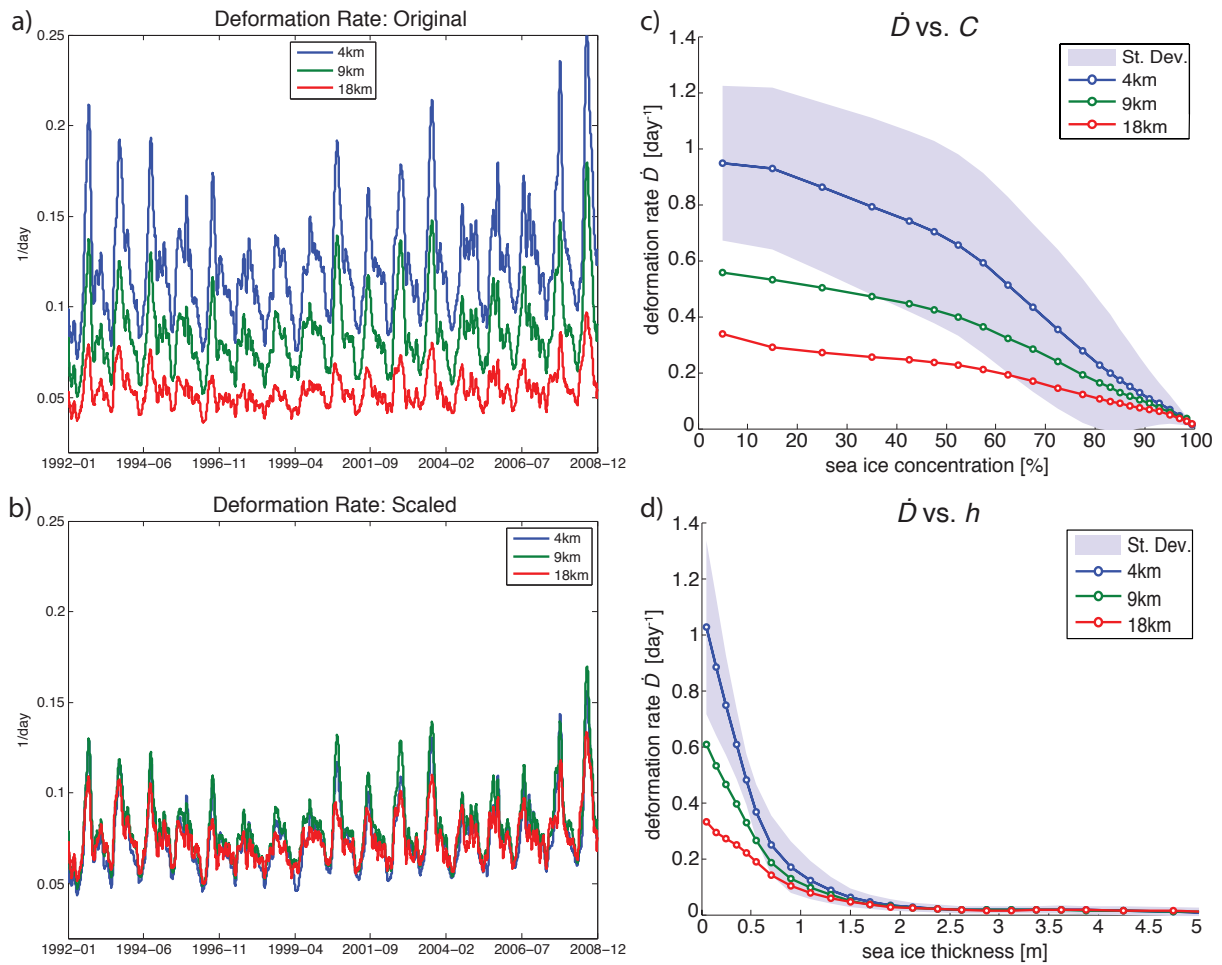 a)
Deformation Rate: Original
0.25
0.2
0.15
0.1
0.05
1/day
4km
9km
18km
1992−01
1994−06
1996−11
1999−04
2001−09
2004−02
2006−07
2008−12
b)
Deformation Rate: Scaled
0.25
0.2
0.15
0.1
0.05
1/day
4km
9km
18km
1992−01
1994−06
1996−11
1999−04
2001−09
2004−02
2006−07
2008−12
c)
Ḋ vs. C
1.4
1.2
1
0.8
0.6
0.4
0.2
0
deformation rate Ḋ [day⁻¹]
St. Dev.
4km
9km
18km
0 10 20 30 40 50 60 70 80 90 100
sea ice concentration [%]
d)
Ḋ vs. h
1.4
1.2
1
0.8
0.6
0.4
0.2
0
deformation rate Ḋ [day⁻¹]
St. Dev.
4km
9km
18km
0 0.5 1 1.5 2 2.5 3 3.5 4 4.5 5
sea ice thickness [m]